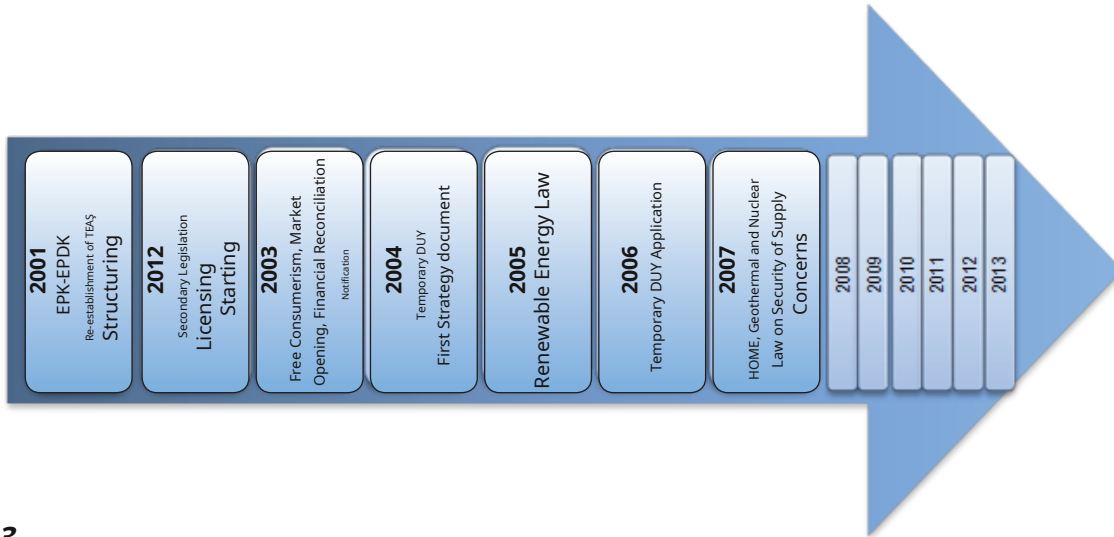 2001
EPK-EPDK
Re-establishment of TEAŞ
Structuring
2012
Secondary Legislation
Licensing
Starting
2003
Free Consumerism, Market
Opening, Financial Reconciliation
Notification
2004
Temporary DUY
First Strategy document
2005
Renewable Energy Law
2006
Temporary DUY Application
2007
HOME, Geothermal and Nuclear
Law on Security of Supply
Concerns
2008
2009
2010
2011
2012
2013